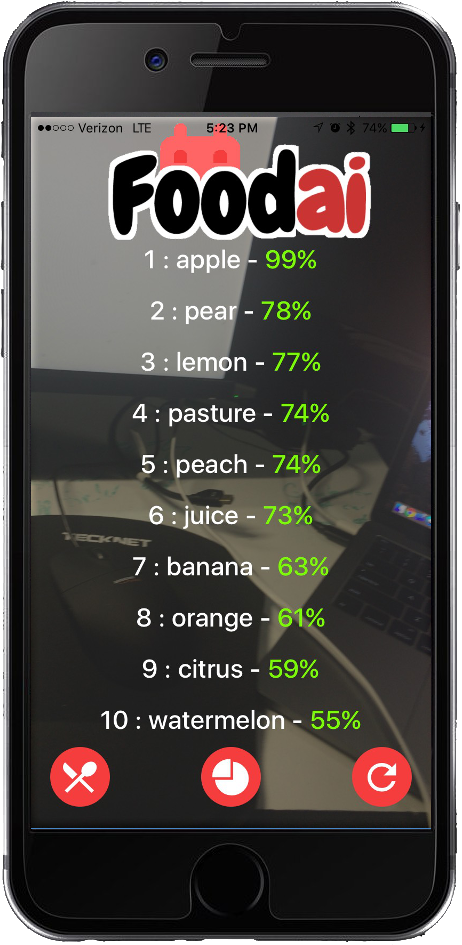 Verizon LTE 5:23 PM 74%
Foodai
1 : apple - 99%
2 : pear - 78%
3 : lemon - 77%
4 : pasture - 74%
5 : peach - 74%
6 : juice - 73%
7 : banana - 63%
8 : orange - 61%
9 : citrus - 59%
10 : watermelon - 55%
TECKNET